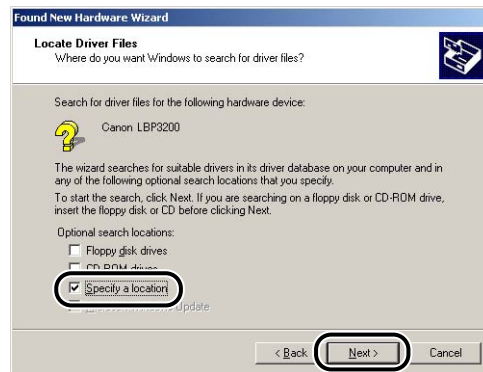 Found New Hardware Wizard
Locate Driver Files
Where do you want Windows to search for driver files?
Search for driver files for the following hardware device:
Canon LBP3200
The wizard searches for suitable drivers in its driver database on your computer and in
any of the following optional search locations that you specify.
To start the search, click Next. If you are searching on a floppy disk or CD-ROM drive,
insert the floppy disk or CD before clicking Next.
Optional search locations:
Floppy disk drives
CD-ROM drives
Specify a location
Update
< Back
Next >
Cancel